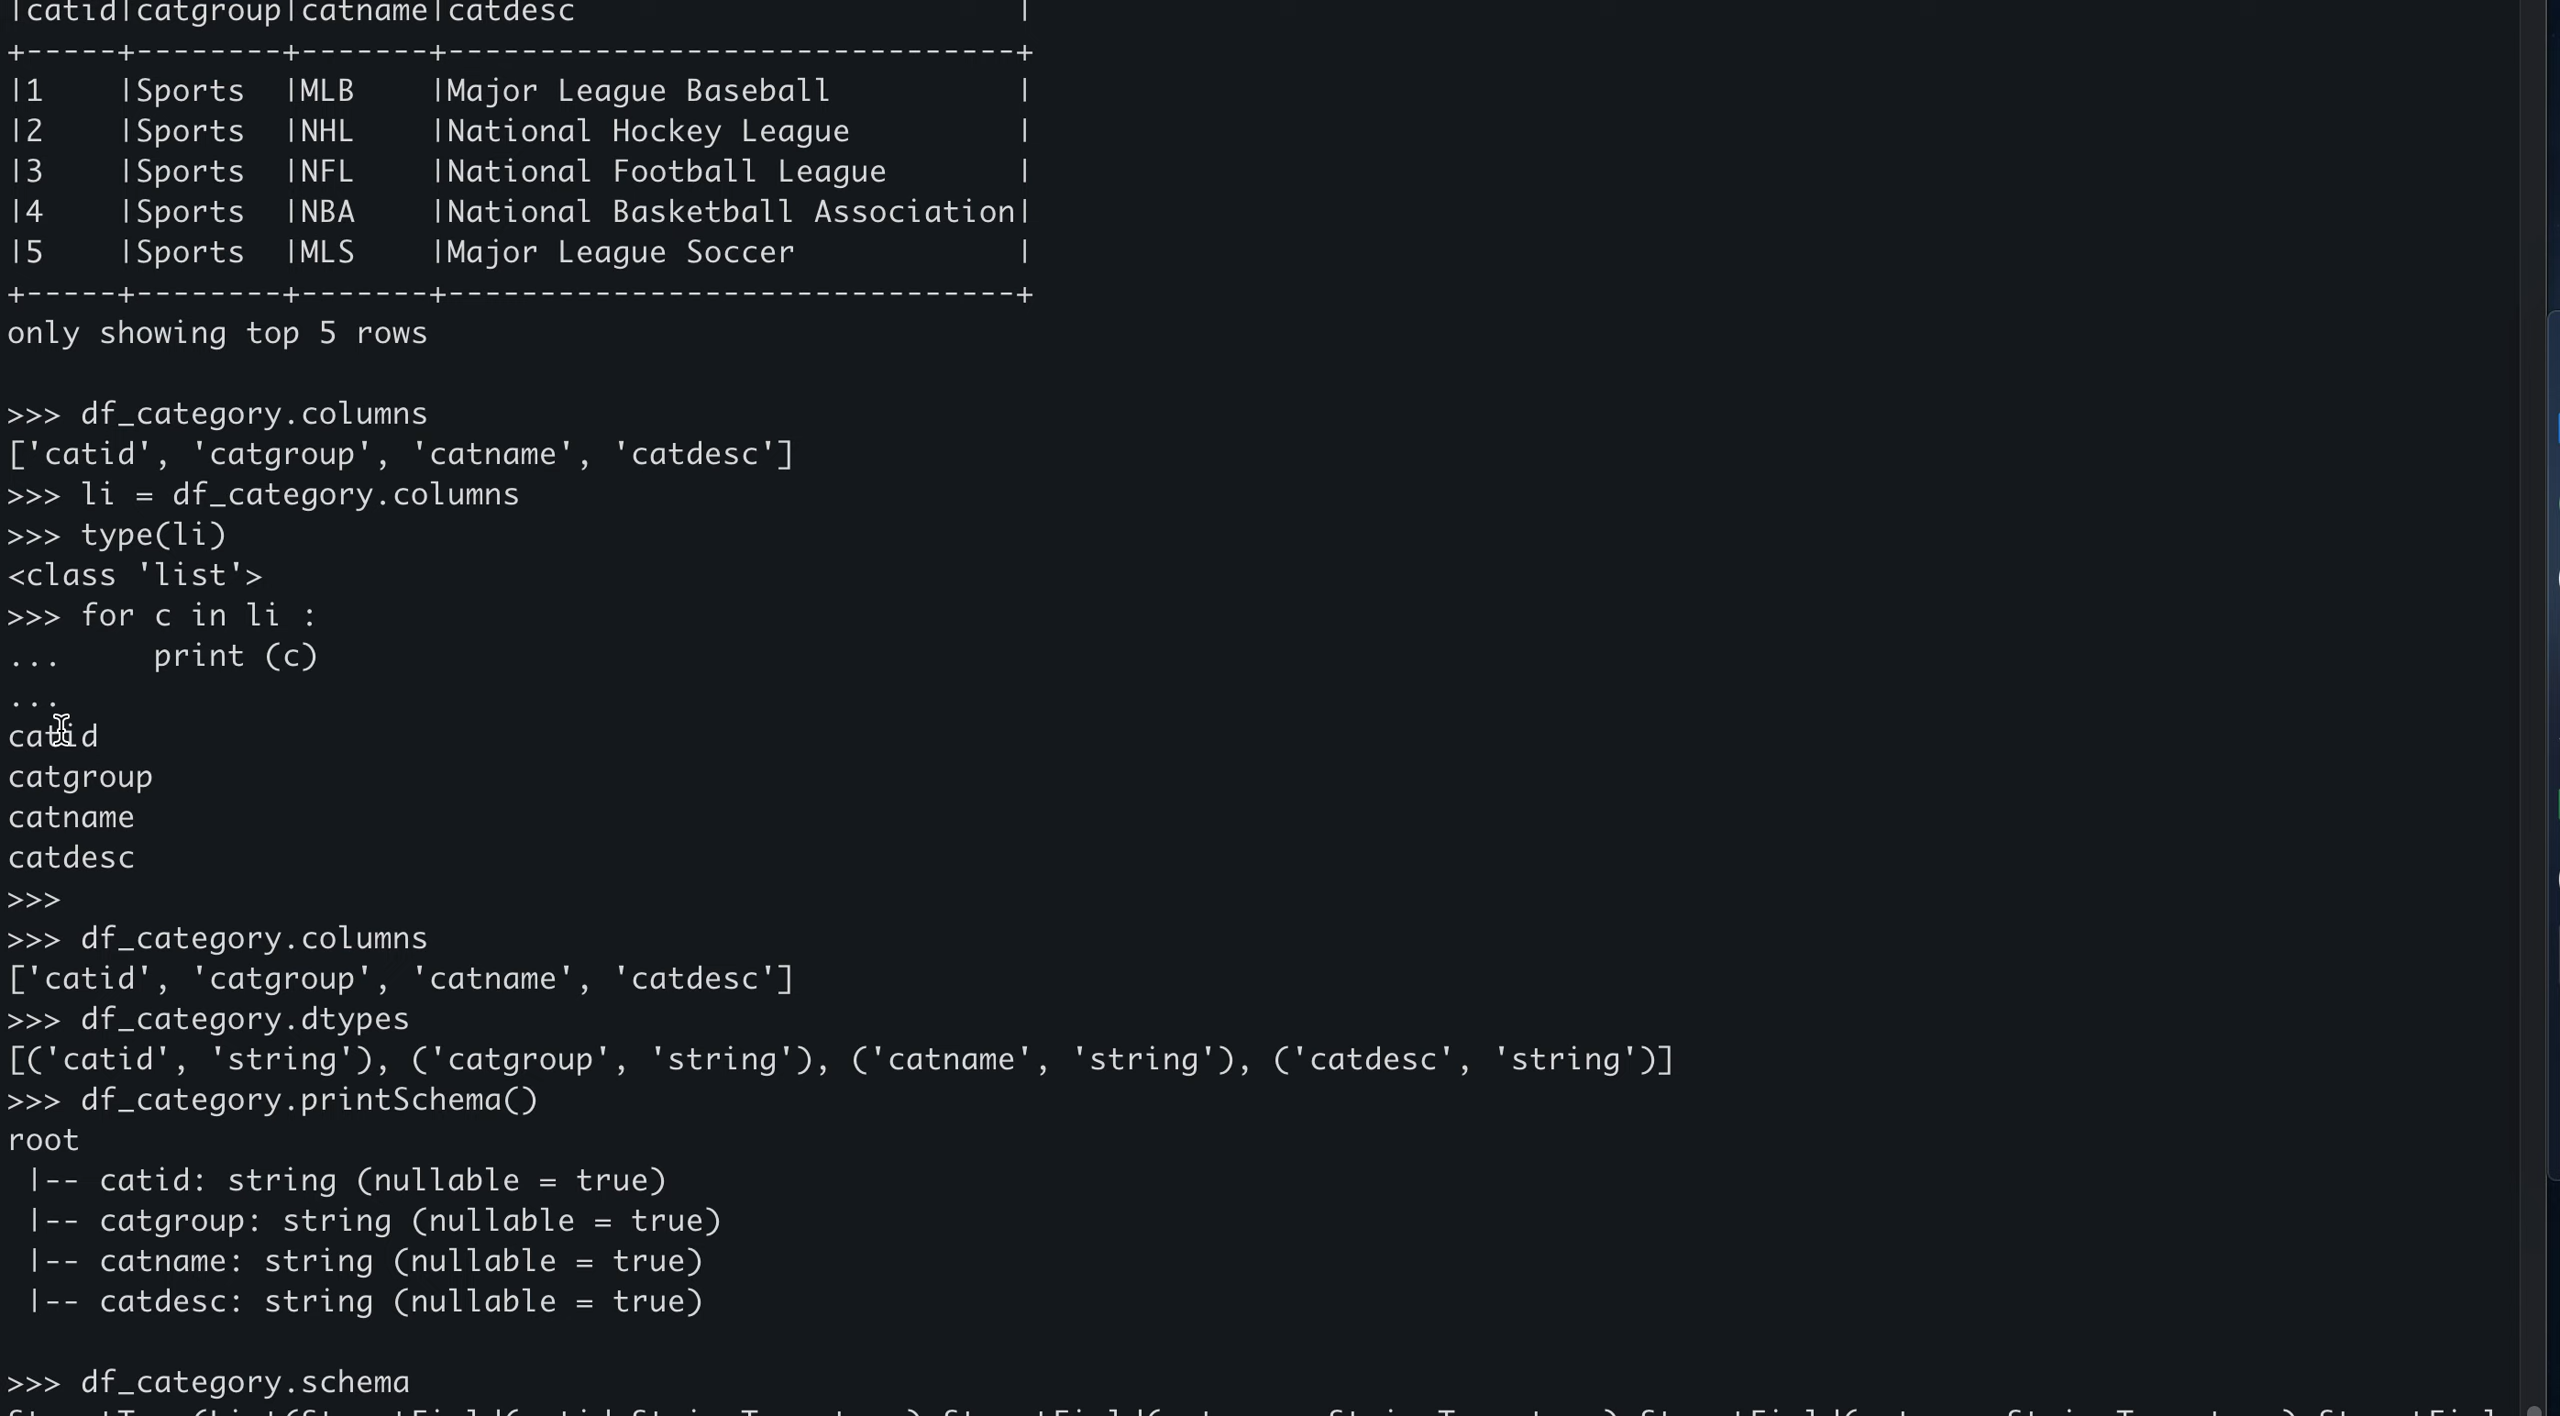 |catid|catgroup|catname|catdesc                        |
+-----+--------+-------+-------------------------------+
|1    |Sports  |MLB    |Major League Baseball          |
|2    |Sports  |NHL    |National Hockey League         |
|3    |Sports  |NFL    |National Football League       |
|4    |Sports  |NBA    |National Basketball Association|
|5    |Sports  |MLS    |Major League Soccer            |
+-----+--------+-------+-------------------------------+
only showing top 5 rows

>>> df_category.columns
['catid', 'catgroup', 'catname', 'catdesc']
>>> li = df_category.columns
>>> type(li)
<class 'list'>
>>> for c in li :
...     print (c)
...
catid
catgroup
catname
catdesc
>>>
>>> df_category.columns
['catid', 'catgroup', 'catname', 'catdesc']
>>> df_category.dtypes
[('catid', 'string'), ('catgroup', 'string'), ('catname', 'string'), ('catdesc', 'string')]
>>> df_category.printSchema()
root
 |-- catid: string (nullable = true)
 |-- catgroup: string (nullable = true)
 |-- catname: string (nullable = true)
 |-- catdesc: string (nullable = true)

>>> df_category.schema